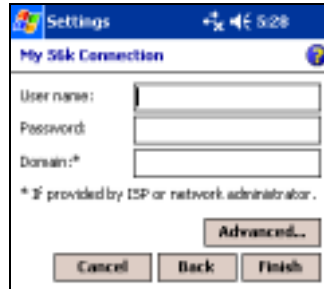 Settings 5:28
My 56k Connection
User name:
Password:
Domain:*
* If provided by ISP or network administrator.
Advanced...
Cancel Back Finish